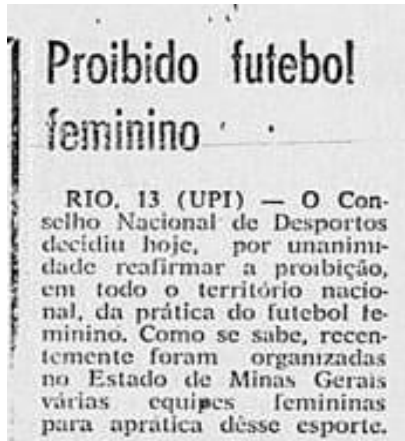 Proibido futebol
feminino
RIO, 13 (UPI) — O Con-
selho Nacional de Desportos
decidiu hoje, por unanimi-
dade reafirmar a proibição,
em todo o território nacio-
nal, da prática do futebol fe-
minino. Como se sabe, recen-
temente foram organizadas
no Estado de Minas Gerais
várias equipes femininas
para aprática dêsse esporte.